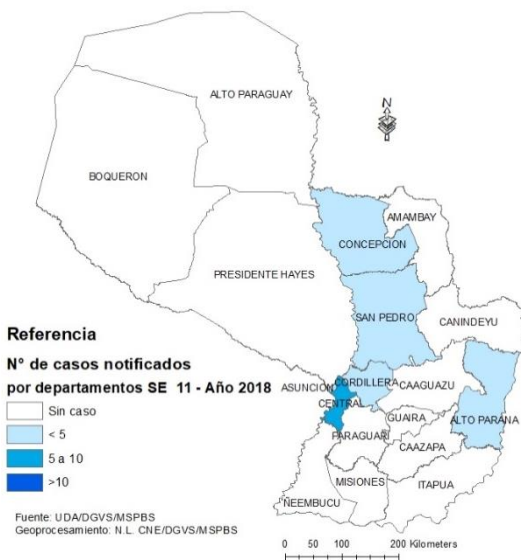 ALTO PARAGUAY
N
BOQUERON
AMAMBAY
CONCEPCION
PRESIDENTE HAYES
SAN PEDRO
CANINDEYU
Referencia
N° de casos notificados
por departamentos SE 11 - Año 2018
Sin caso
< 5
5 a 10
>10
ASUNCION
CORDILLERA
CAAGUAZU
CENTRAL
ALTO PARANA
GUAIRA
PARAGUARI
CAAZAPA
MISIONES
ITAPUA
ÑEEMBUCU
Fuente: UDA/DGVS/MSPBS
Geoprocesamiento: N.L. CNE/DGVS/MSPBS
0 50 100 200 Kilometers